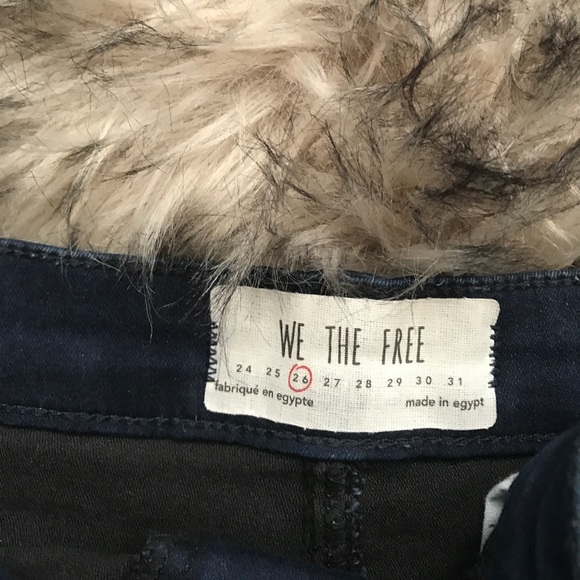 WE THE FREE
24 25 26 27 28 29 30 31
fabriqué en egypte made in egypt